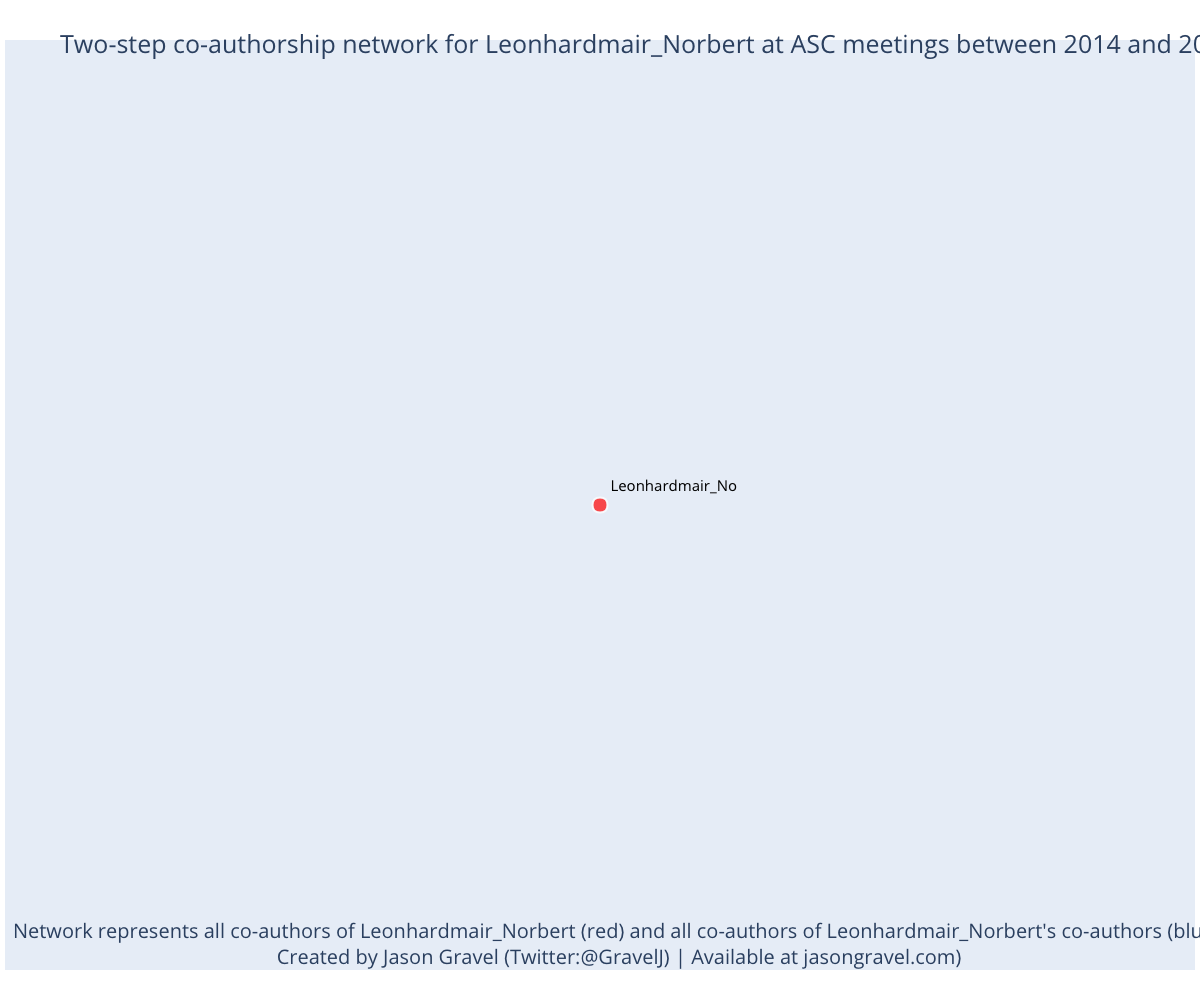 Two-step co-authorship network for Leonhardmair_Norbert at ASC meetings between 2014 and 20
Leonhardmair_No
Network represents all co-authors of Leonhardmair_Norbert (red) and all co-authors of Leonhardmair_Norbert's co-authors (blu
Created by Jason Gravel (Twitter:@GravelJ) | Available at jasongravel.com)